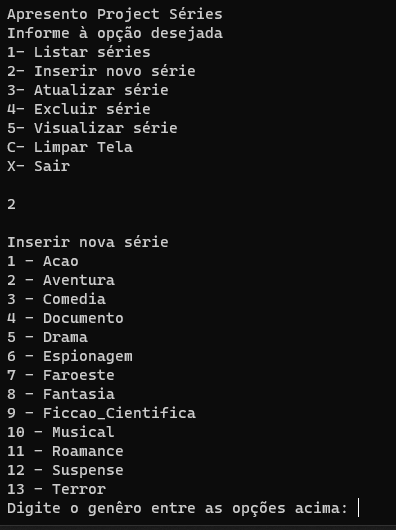 Apresento Project Séries
Informe à opção desejada
1- Listar séries
2- Inserir novo série
3- Atualizar série
4- Excluir série
5- Visualizar série
C- Limpar Tela
X- Sair
2
Inserir nova série
1 - Acao
2 - Aventura
3 - Comedia
4 - Documento
5 - Drama
6 - Espionagem
7 - Faroeste
8 - Fantasia
9 - Ficcao_Cientifica
10 - Musical
11 - Roamance
12 - Suspense
13 - Terror
Digite o genêro entre as opções acima: